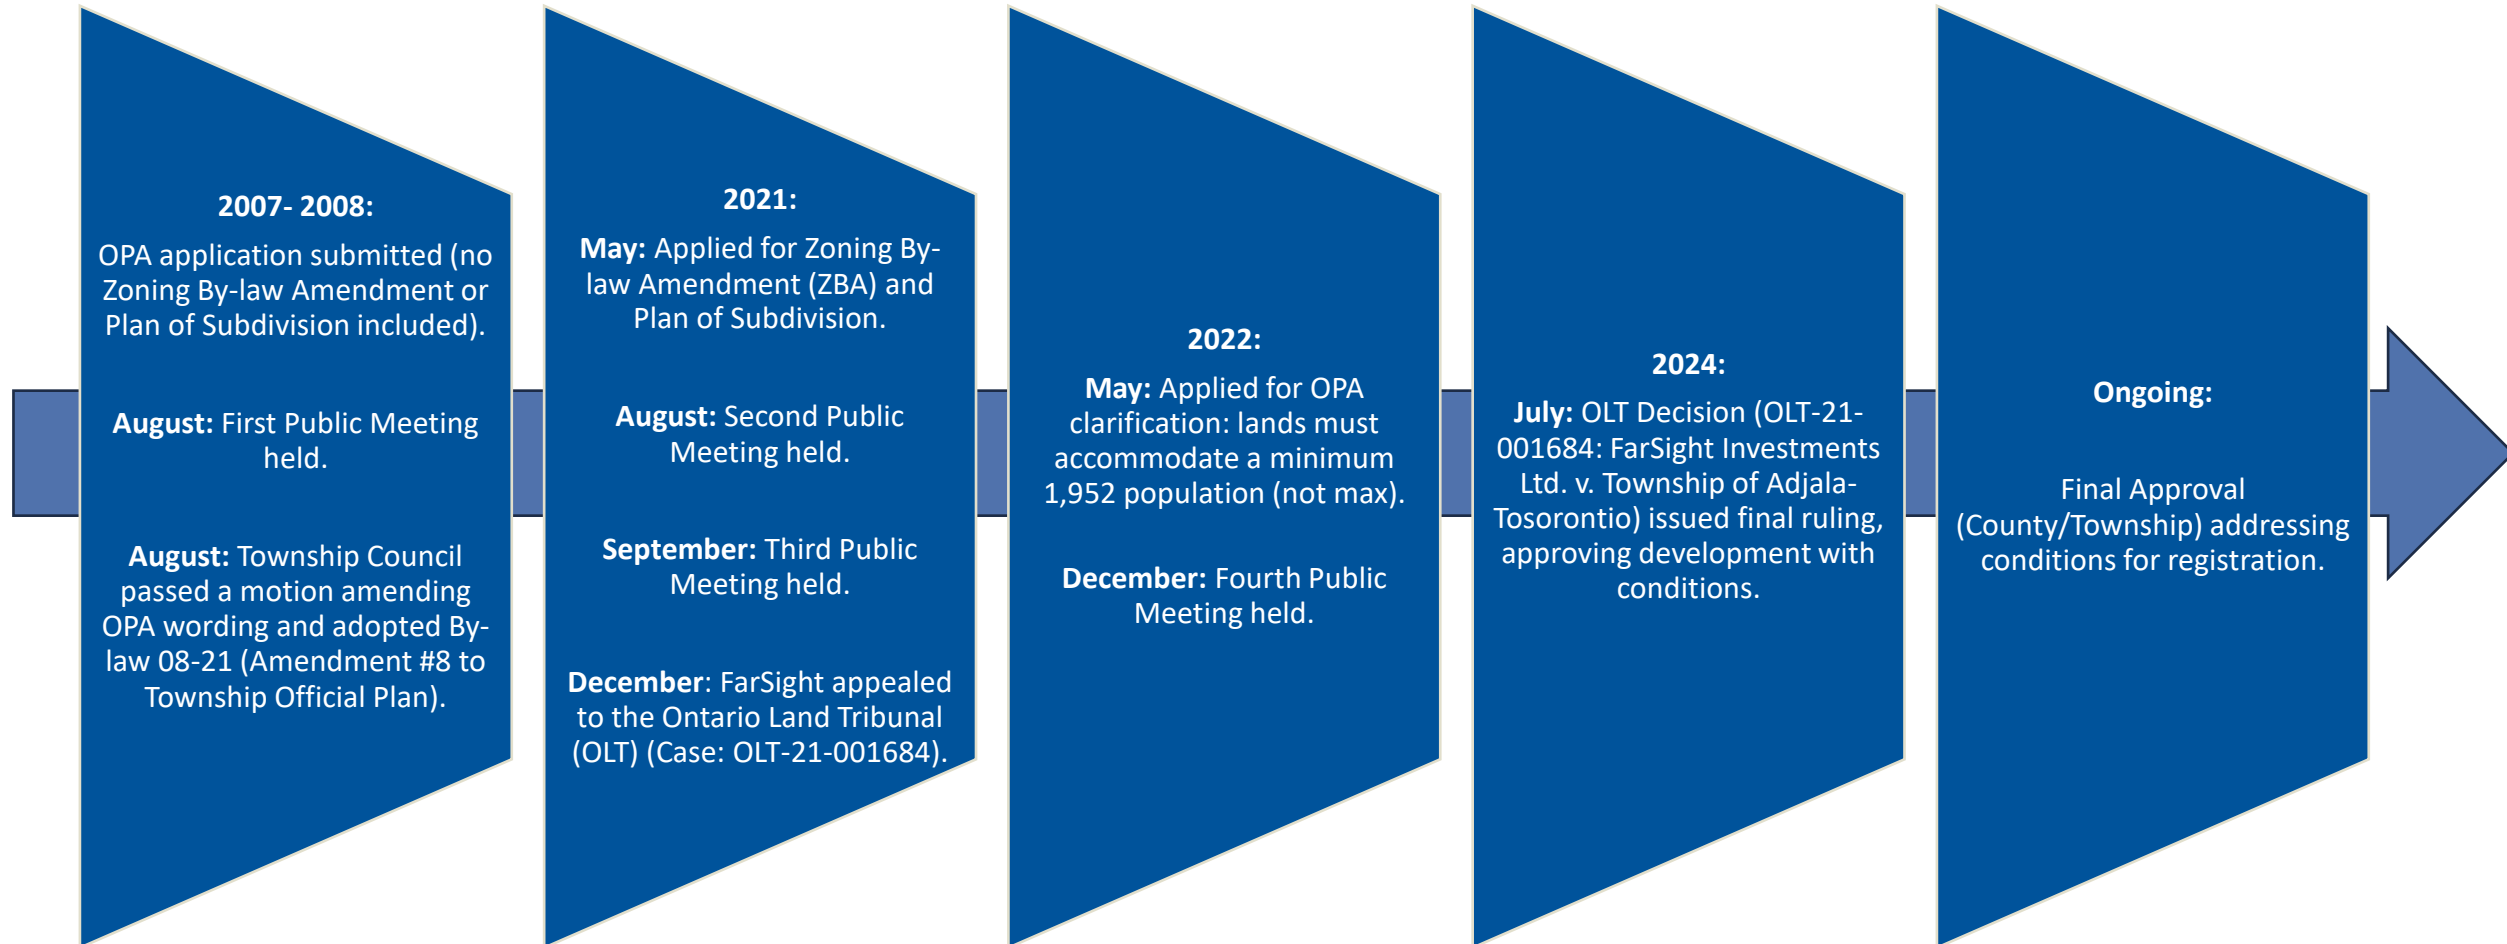 2007- 2008:
OPA application submitted (no
Zoning By-law Amendment or
Plan of Subdivision included).
August: First Public Meeting
held.
August: Township Council
passed a motion amending
OPA wording and adopted By-
law 08-21 (Amendment #8 to
Township Official Plan).
2021:
May: Applied for Zoning By-
law Amendment (ZBA) and
Plan of Subdivision.
August: Second Public
Meeting held.
September: Third Public
Meeting held.
December: FarSight appealed
to the Ontario Land Tribunal
(OLT) (Case: OLT-21-001684).
2022:
May: Applied for OPA
clarification: lands must
accommodate a minimum
1,952 population (not max).
December: Fourth Public
Meeting held.
2024:
July: OLT Decision (OLT-21-
001684: FarSight Investments
Ltd. v. Township of Adjala-
Tosorontio) issued final ruling,
approving development with
conditions.
Ongoing:
Final Approval
(County/Township) addressing
conditions for registration.